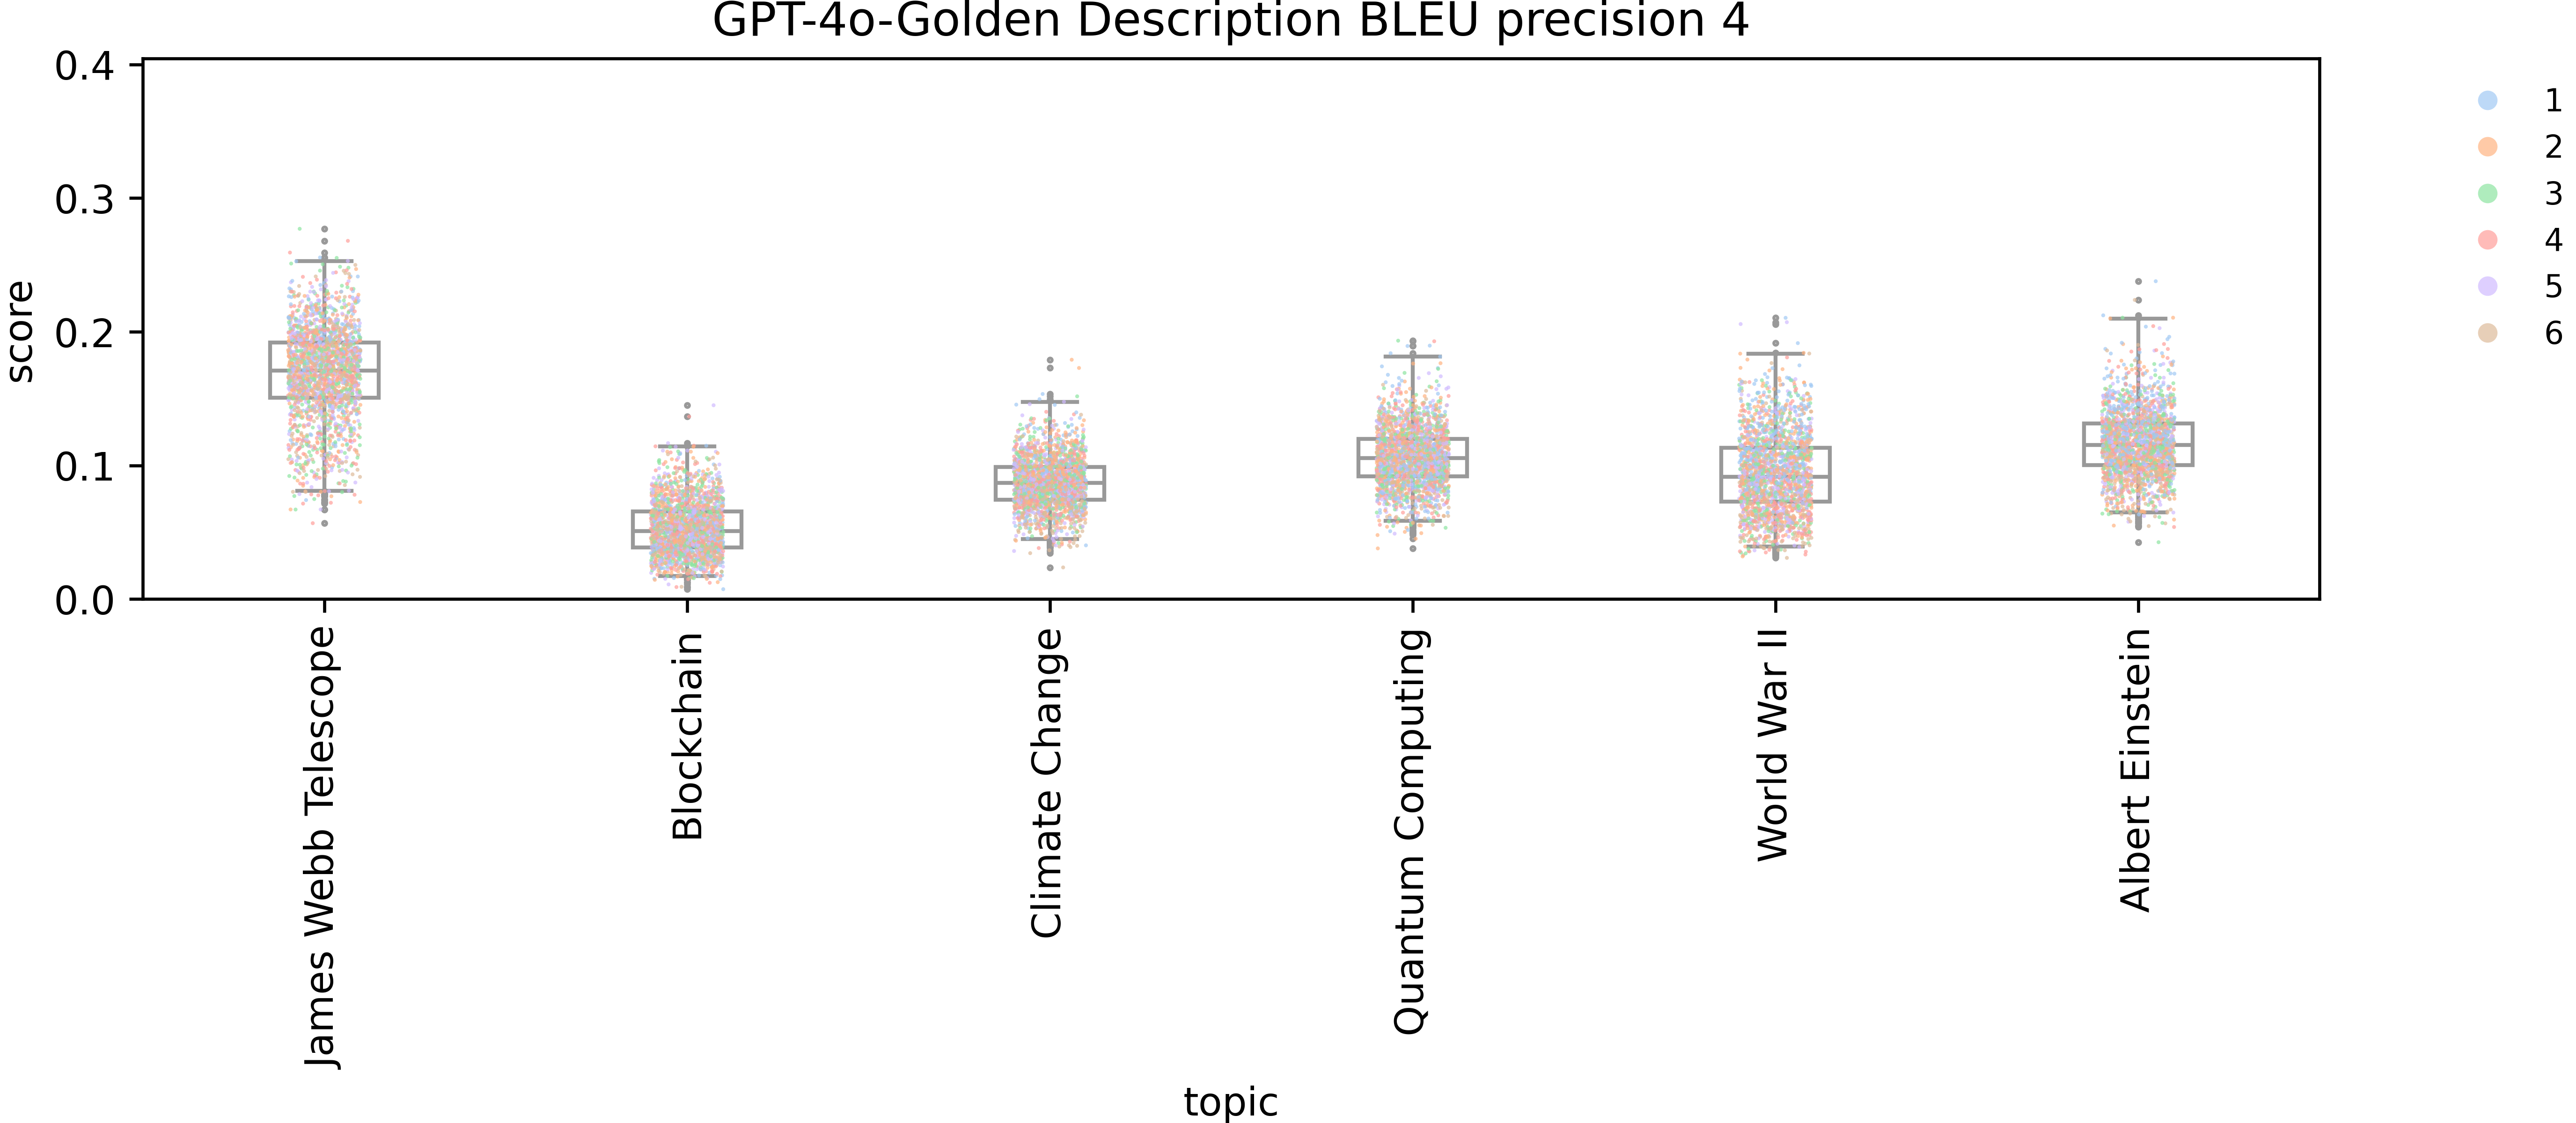 GPT-4o-Golden Description BLEU precision 4
score
0.4
0.3
0.2
0.1
0.0
1
2
3
4
5
6
James Webb Telescope
Blockchain
Climate Change
Quantum Computing
World War II
Albert Einstein
topic